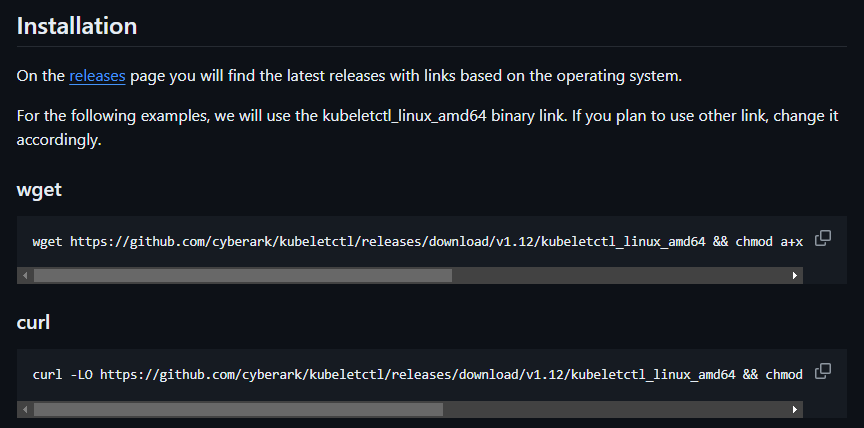 Installation
On the releases page you will find the latest releases with links based on the operating system.
For the following examples, we will use the kubeletctl_linux_amd64 binary link. If you plan to use other link, change it
accordingly.
wget
wget https://github.com/cyberark/kubeletctl/releases/download/v1.12/kubeletctl_linux_amd64 && chmod a+x
curl
curl -LO https://github.com/cyberark/kubeletctl/releases/download/v1.12/kubeletctl_linux_amd64 && chmod